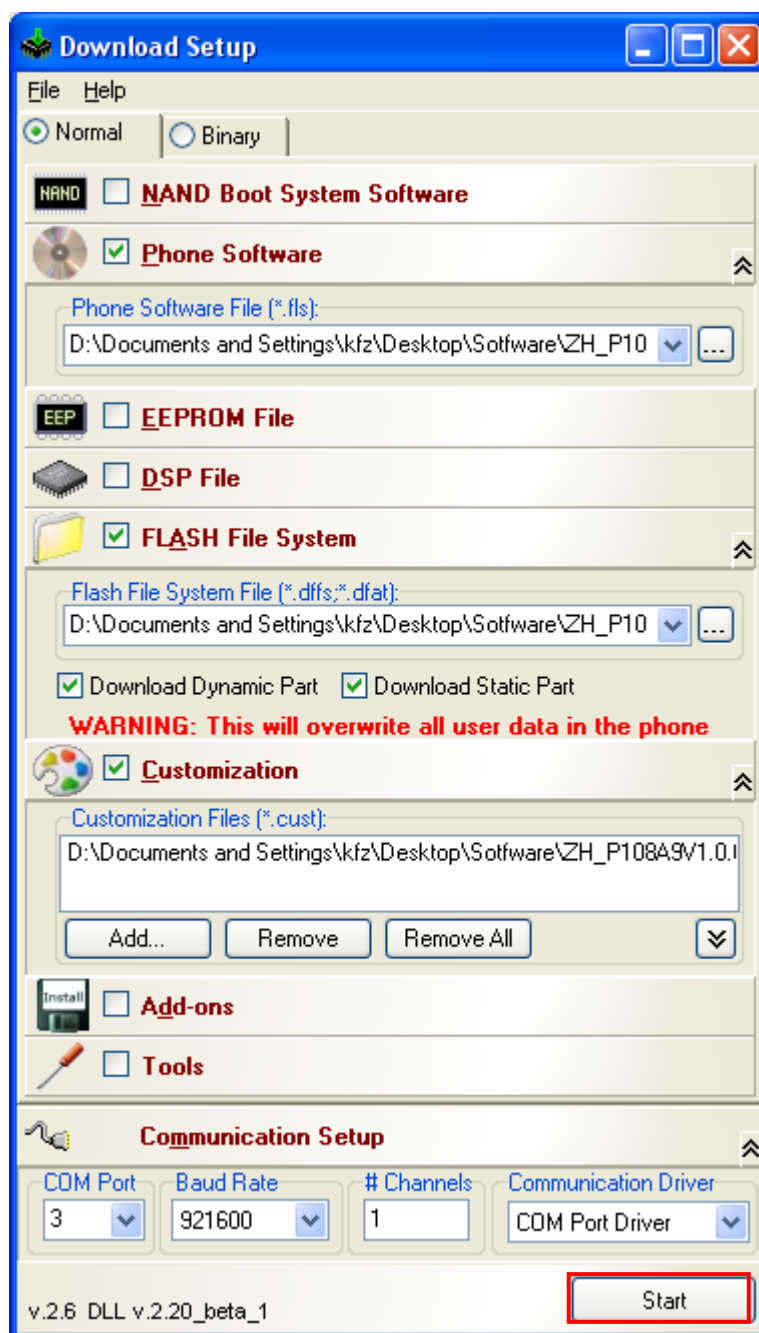 Download Setup
File Help
Normal Binary
NAND NAND Boot System Software
Phone Software
Phone Software File (*.fls):
D:\Documents and Settings\kfz\Desktop\Sotfware\ZH_P10 ...
EEP EEPROM File
DSP File
FLASH File System
Flash File System File (*.dffs;*.dfat):
D:\Documents and Settings\kfz\Desktop\Sotfware\ZH_P10 ...
Download Dynamic Part Download Static Part
WARNING: This will overwrite all user data in the phone
Customization
Customization Files (*.cust):
D:\Documents and Settings\kfz\Desktop\Sotfware\ZH_P108A9V1.0.
Add... Remove Remove All
Install Add-ons
Tools
Communication Setup
COM Port Baud Rate # Channels Communication Driver
3 921600 1 COM Port Driver
v.2.6 DLL v.2.20_beta_1 Start